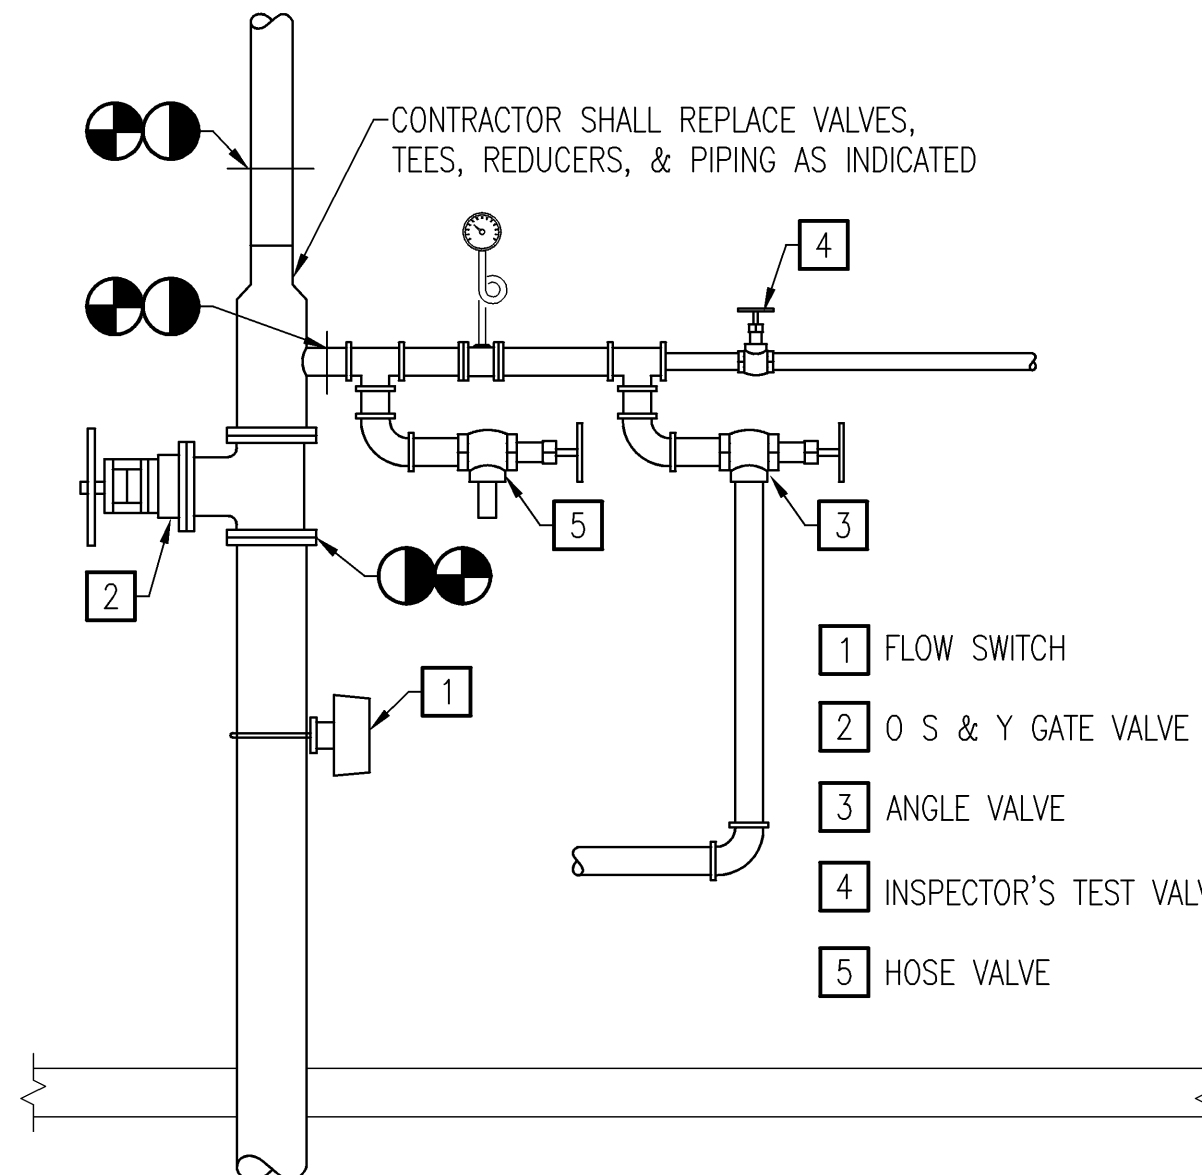 CONTRACTOR SHALL REPLACE VALVES,
TEES, REDUCERS, & PIPING AS INDICATED
4
5
3
2
1
1 FLOW SWITCH
2 O S & Y GATE VALVE
3 ANGLE VALVE
4 INSPECTOR'S TEST
5 HOSE VALVE